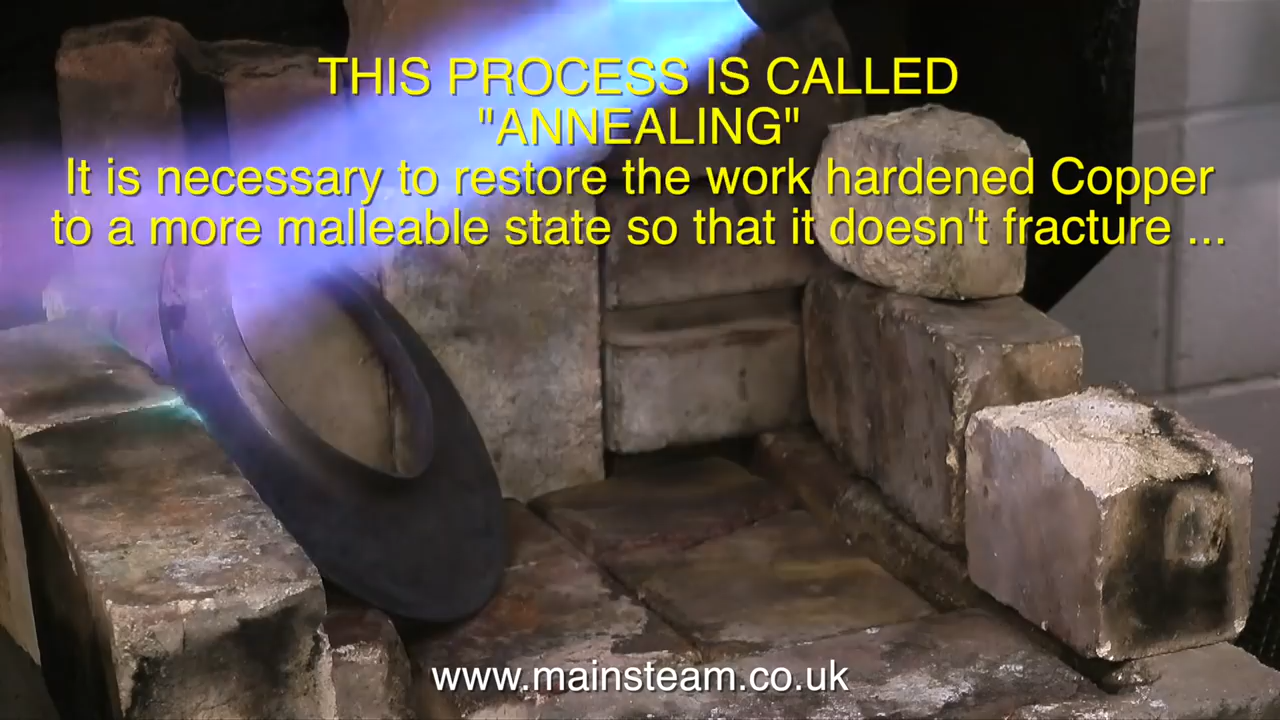 THIS PROCESS IS CALLED
"ANNEALING"
It is necessary to restore the work hardened Copper
to a more malleable state so that it doesn't fracture ...
www.mainsteam.co.uk